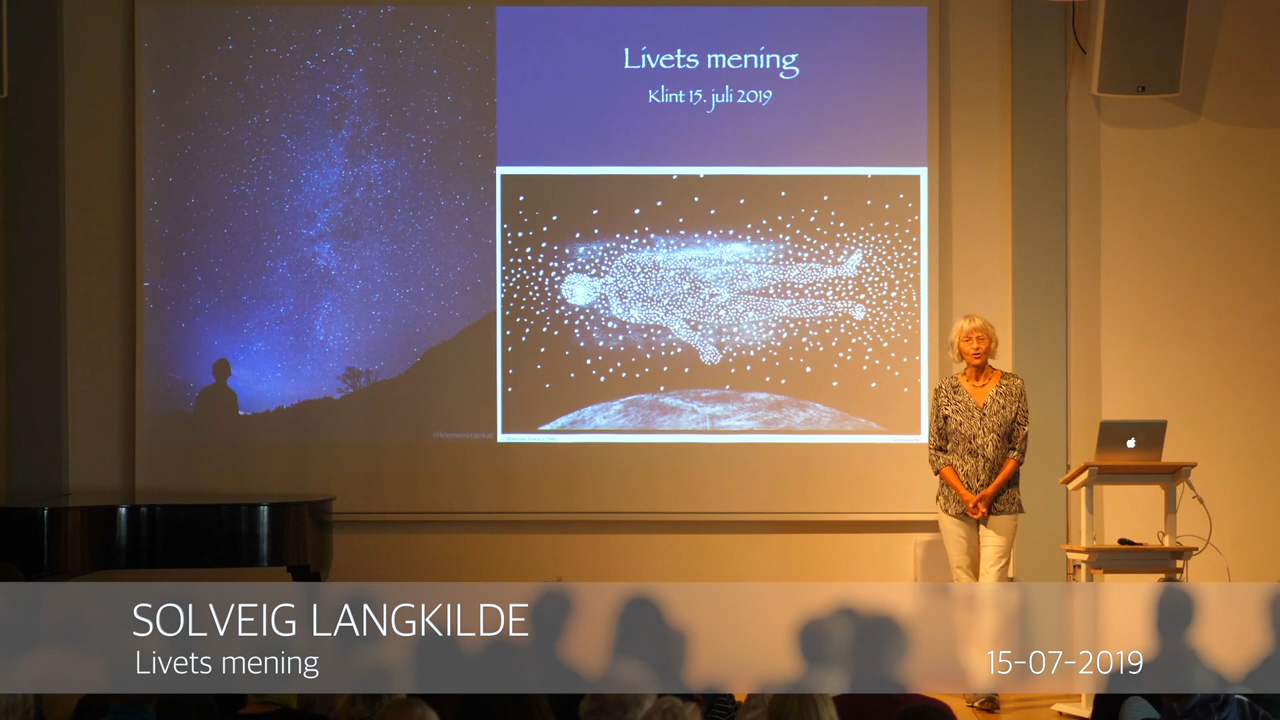 Livets mening
Klint 15. juli 2019
SOLVEIG LANGKILDE
Livets mening
15-07-2019